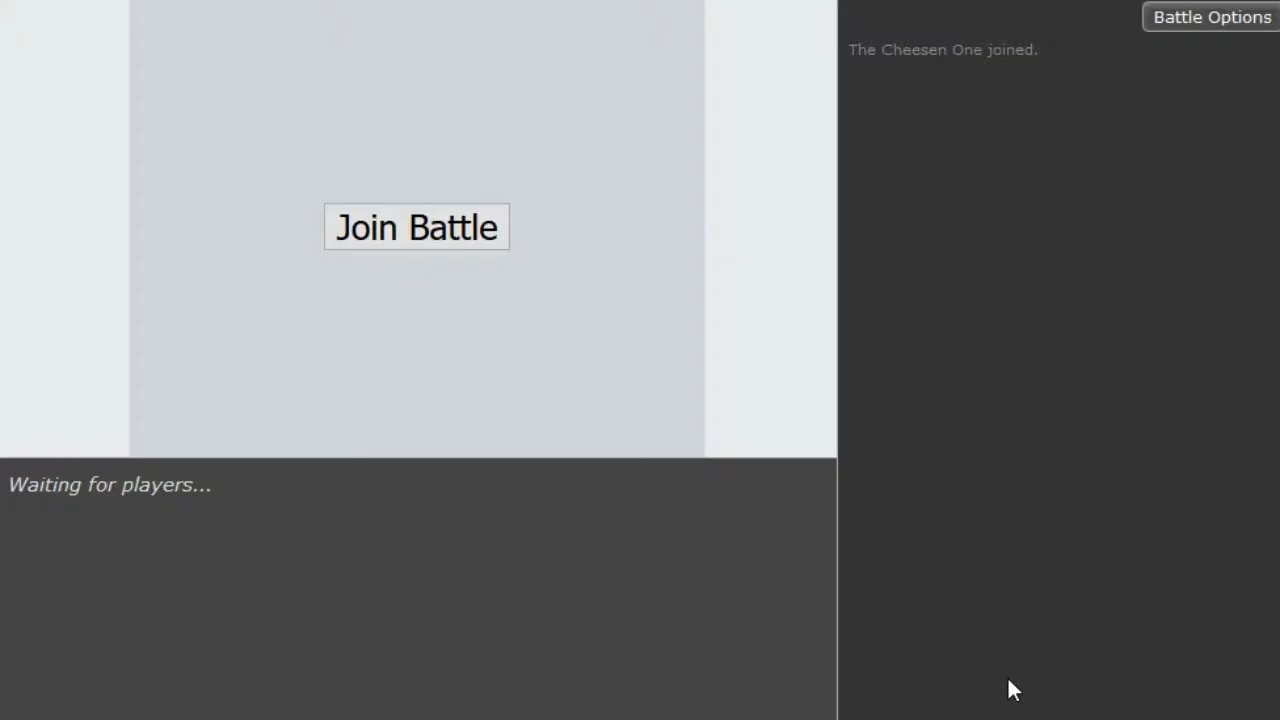 Battle Options
The Cheesen One joined.
Join Battle
Waiting for players...